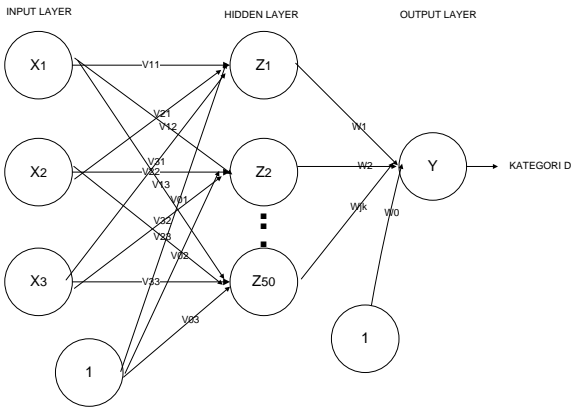 INPUT LAYER
HIDDEN LAYER
OUTPUT LAYER
X1
V11
Z1
V21
V12
W1
X2
V31
V22
V13
V01
Z2
W2
Y
KATEGORI D
Wjk
W0
V32
V23
V02
X3
V33
Z50
V03
1
1